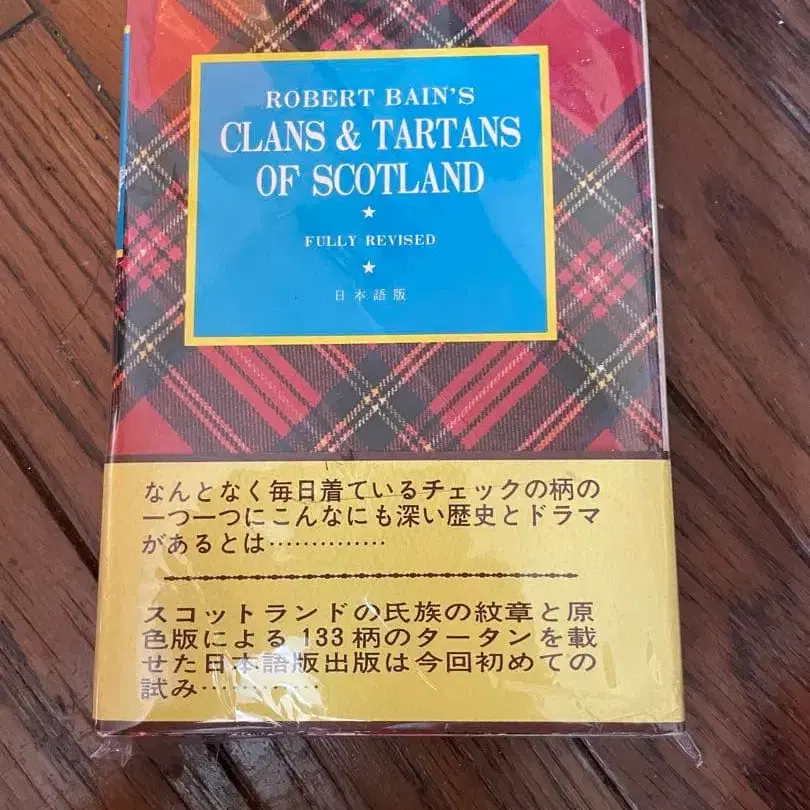 ROBERT BAIN'S
CLANS & TARTANS
OF SCOTLAND
★
FULLY REVISED
★
日本語版
なんとなく毎日着ているチェックの柄の
一つ一つにこんなにも深い歴史とドラマ
があるとは……………
スコットランドの氏族の紋章と原
色版による133柄のタータンを載
せた日本語版出版は今回初めての
試み…………